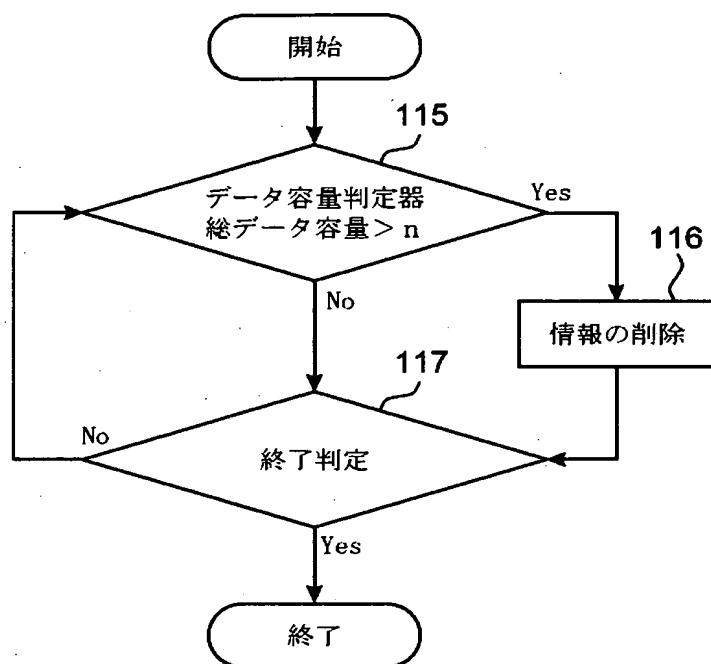 開始
115
データ容量判定器
総データ容量＞n
Yes
116
No
情報の削除
117
No
終了判定
Yes
終了